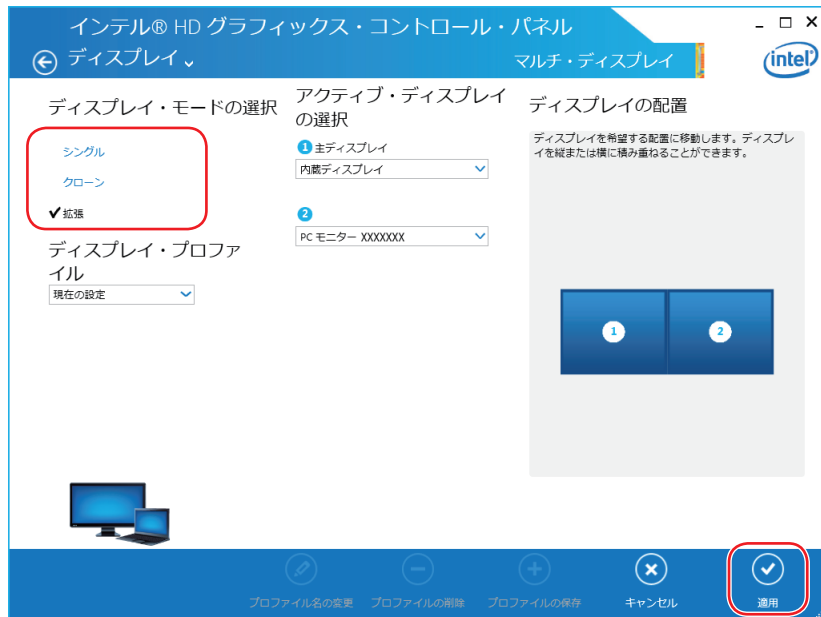 インテル® HD グラフィックス・コントロール・パネル
ディスプレイ
マルチ・ディスプレイ
intel
ディスプレイ・モードの選択
シングル
クローン
拡張
ディスプレイ・プロファ
イル
現在の設定
アクティブ・ディスプレイ
の選択
1 主ディスプレイ
内蔵ディスプレイ
2
PC モニター XXXXXXX
ディスプレイの配置
ディスプレイを希望する配置に移動します。ディスプレ
イを縦または横に積み重ねることができます。
1
2
プロファイル名の変更
プロファイルの削除
プロファイルの保存
キャンセル
適用